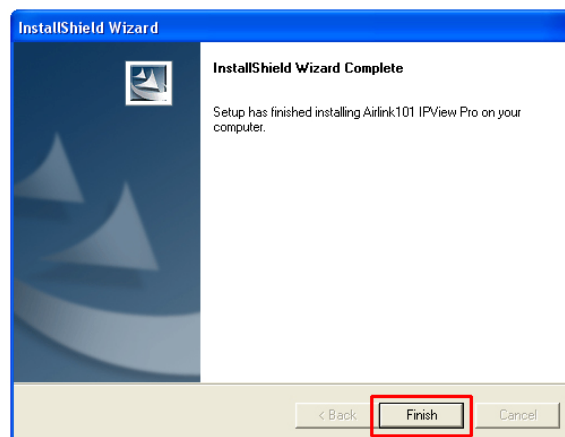 InstallShield Wizard
InstallShield Wizard Complete
Setup has finished installing Airlink101 IPView Pro on your
computer.
< Back Finish Cancel